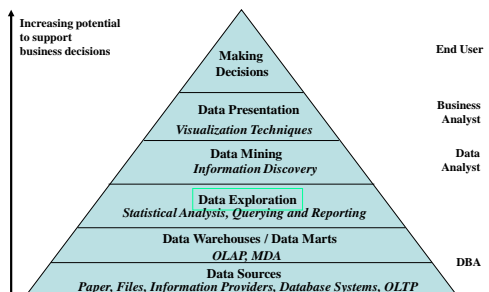 Increasing potential
to support
business decisions
End User
Making
Decisions
Business
Analyst
Data Presentation
Visualization Techniques
Data Mining
Information Discovery
Data
Analyst
Data Exploration
Statistical Analysis, Querying and Reporting
Data Warehouses / Data Marts
OLAP, MDA
DBA
Data Sources
Paper, Files, Information Providers, Database Systems, OLTP